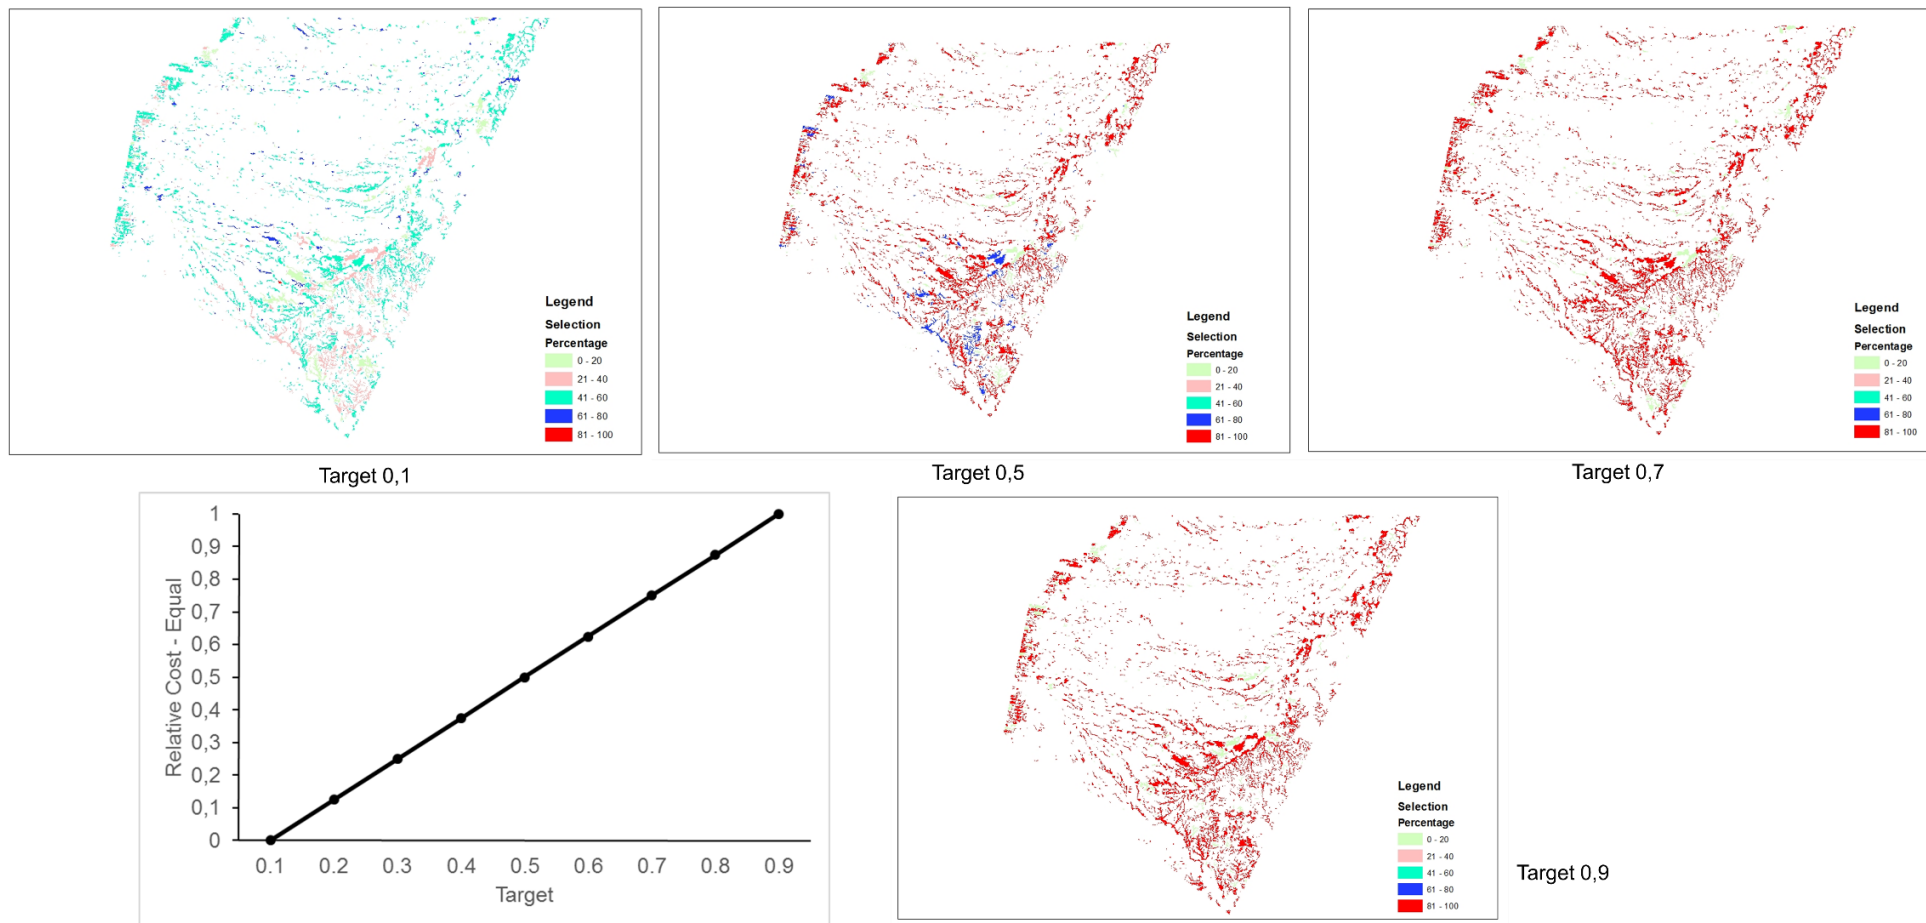 Legend
Selection
Percentage
0 - 20
21 - 40
41 - 60
61 - 80
81 - 100
Target 0,1
Legend
Selection
Percentage
0 - 20
21 - 40
41 - 60
61 - 80
81 - 100
Target 0,5
Legend
Selection
Percentage
0 - 20
21 - 40
41 - 60
61 - 80
81 - 100
Target 0,7
Relative Cost - Equal
1
0,9
0,8
0,7
0,6
0,5
0,4
0,3
0,2
0,1
0
0.1 0.2 0.3 0.4 0.5 0.6 0.7 0.8 0.9
Target
Legend
Selection
Percentage
0 - 20
21 - 40
41 - 60
61 - 80
81 - 100
Target 0,9